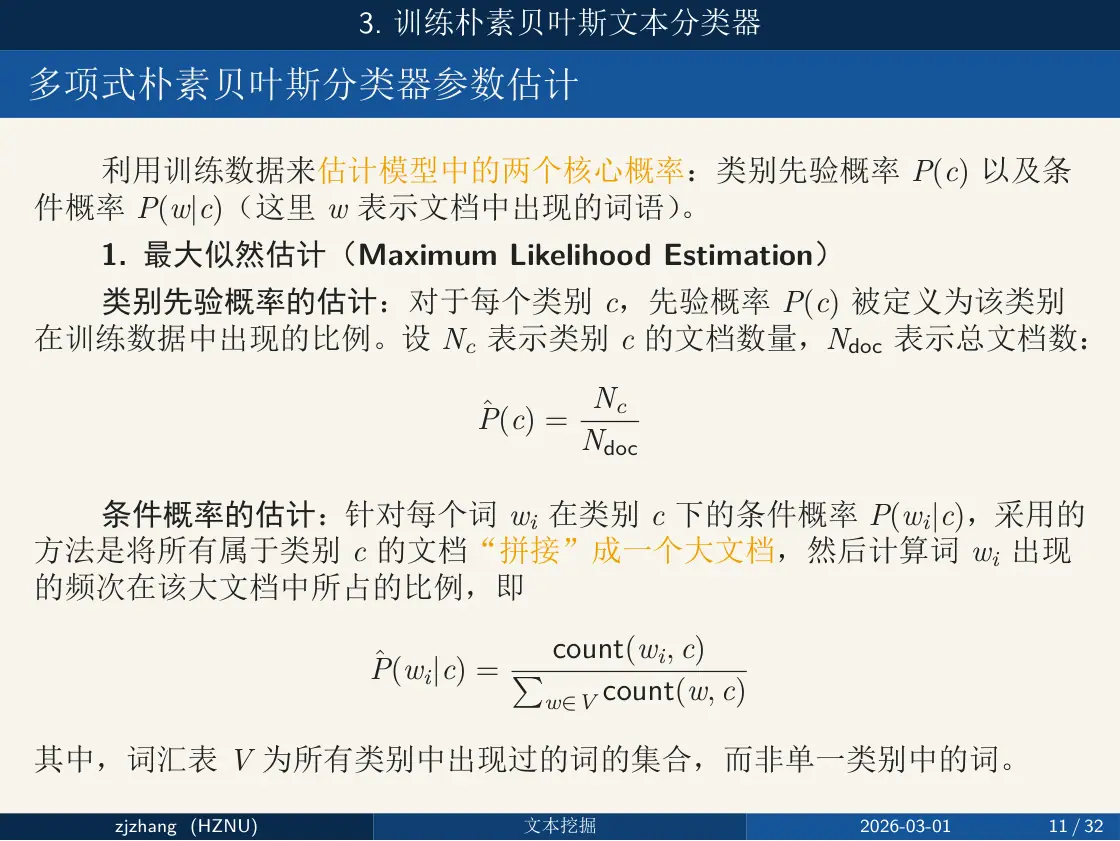 3. 训练朴素贝叶斯文本分类器
多项式朴素贝叶斯分类器参数估计
利用训练数据来估计模型中的两个核心概率：类别先验概率 P(c) 以及条
件概率 P(w|c)（这里 w 表示文档中出现的词语）。
1. 最大似然估计（Maximum Likelihood Estimation）
类别先验概率的估计：对于每个类别 c，先验概率 P(c) 被定义为该类别
在训练数据中出现的比例。设 N_c 表示类别 c 的文档数量，N_doc 表示总文档数：
P̂(c) = N_c / N_doc
条件概率的估计：针对每个词 w_i 在类别 c 下的条件概率 P(w_i|c)，采用的
方法是将所有属于类别 c 的文档“拼接”成一个大文档，然后计算词 w_i 出现
的频次在该大文档中所占的比例，即
P̂(w_i|c) = count(w_i, c) / ∑_{w∈V} count(w, c)
其中，词汇表 V 为所有类别中出现过的词的集合，而非单一类别中的词。
zjzhang (HZNU) 文本挖掘 2026-03-01 11 / 32